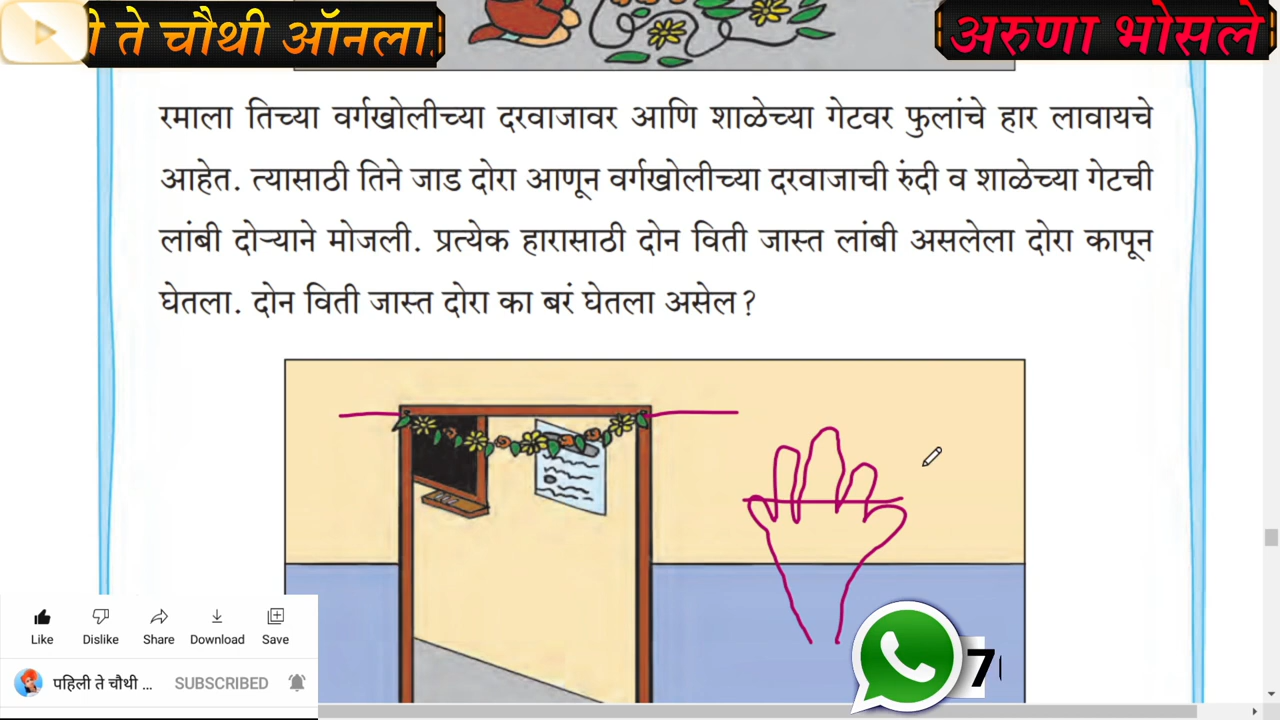 ी ते चौथी ऑनला
अरुणा भोसले
रमाला तिच्या वर्गखोलीच्या दरवाजावर आणि शाळेच्या गेटवर फुलांचे हार लावायचे
आहेत. त्यासाठी तिने जाड दोरा आणून वर्गखोलीच्या दरवाजाची रुंदी व शाळेच्या गेटची
लांबी दोऱ्याने मोजली. प्रत्येक हारासाठी दोन विती जास्त लांबी असलेला दोरा कापून
घेतला. दोन विती जास्त दोरा का बरं घेतला असेल?
Like Dislike Share Download Save
पहिली ते चौथी ... SUBSCRIBED
7